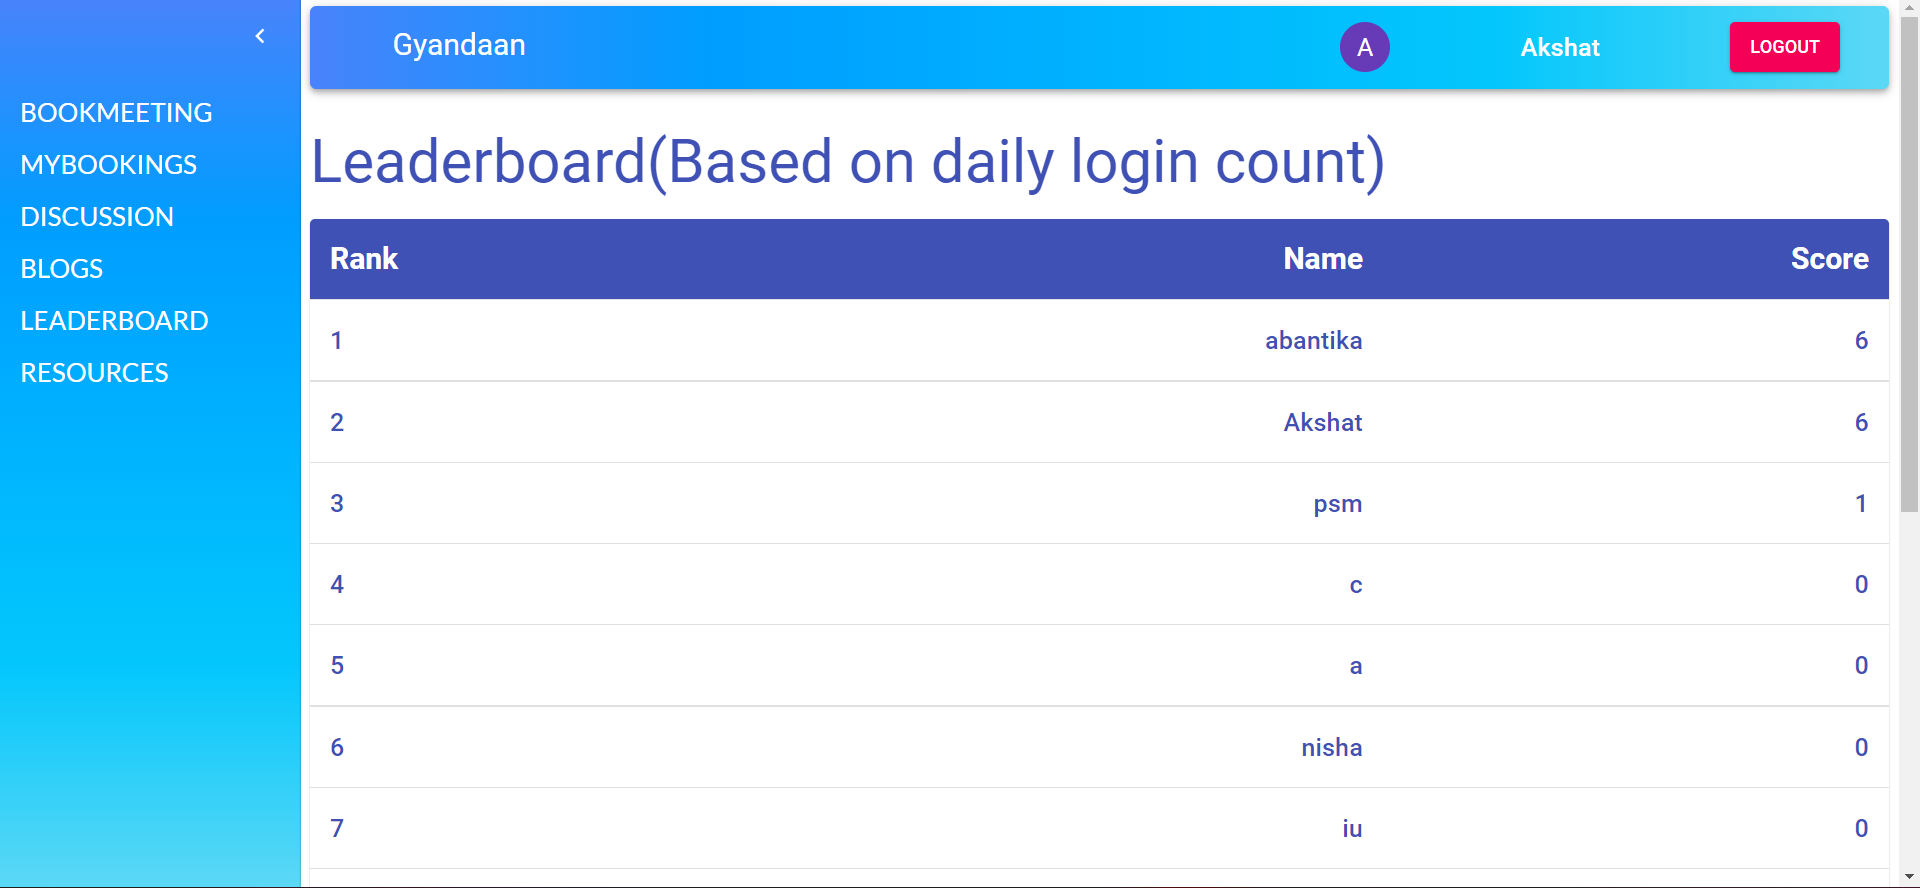 Gyandaan
A
Akshat
LOGOUT
BOOKMEETING
MYBOOKINGS
DISCUSSION
BLOGS
LEADERBOARD
RESOURCES
Leaderboard(Based on daily login count)
Rank Name Score
1 abantika 6
2 Akshat 6
3 psm 1
4 c 0
5 a 0
6 nisha 0
7 iu 0